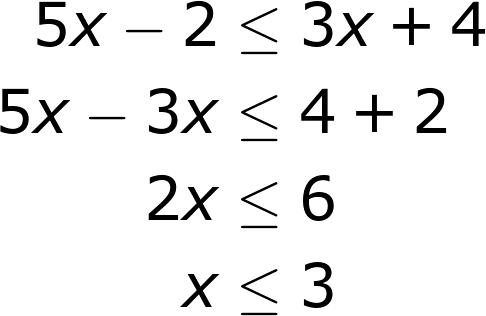 5x − 2 ≤ 3x + 4
5x − 3x ≤ 4 + 2
2x ≤ 6
x ≤ 3